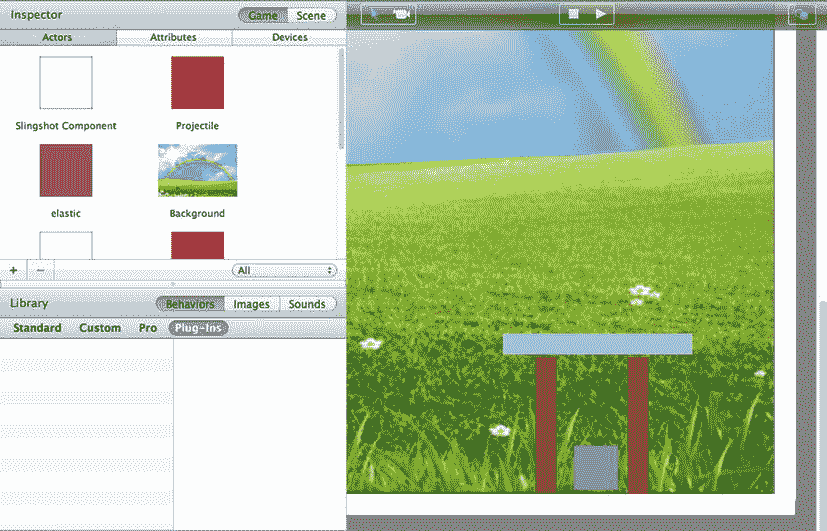 Inspector
Game Scene
Actors Attributes Devices
Slingshot Component Projectile
elastic Background
+ − All
Library
Behaviors Images Sounds
Standard Custom Pro Plug-Ins